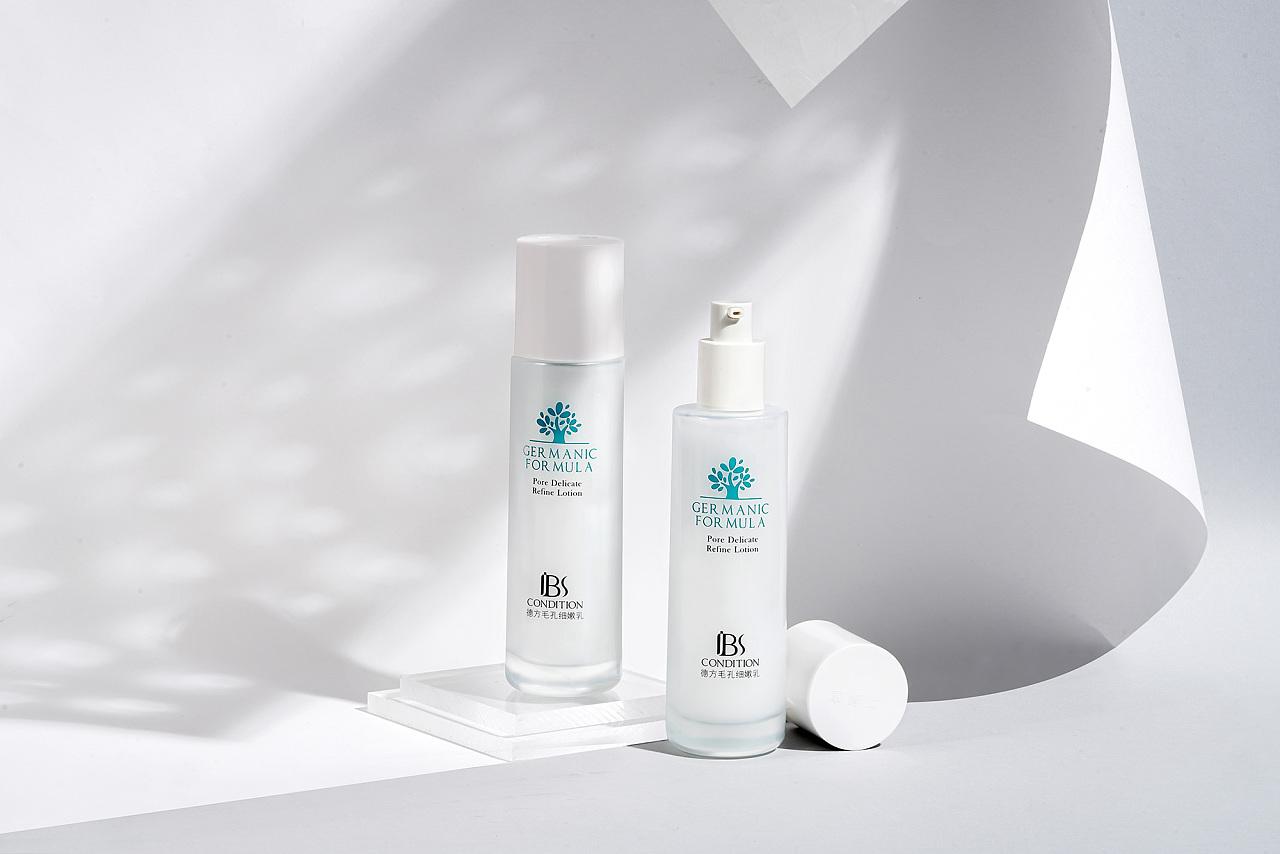 GERMANIC
FORMULA
Pore Delicate
Refine Lotion
IBS
CONDITION
德方毛孔细嫩乳
GERMANIC
FORMULA
Pore Delicate
Refine Lotion
IBS
CONDITION
德方毛孔细嫩乳